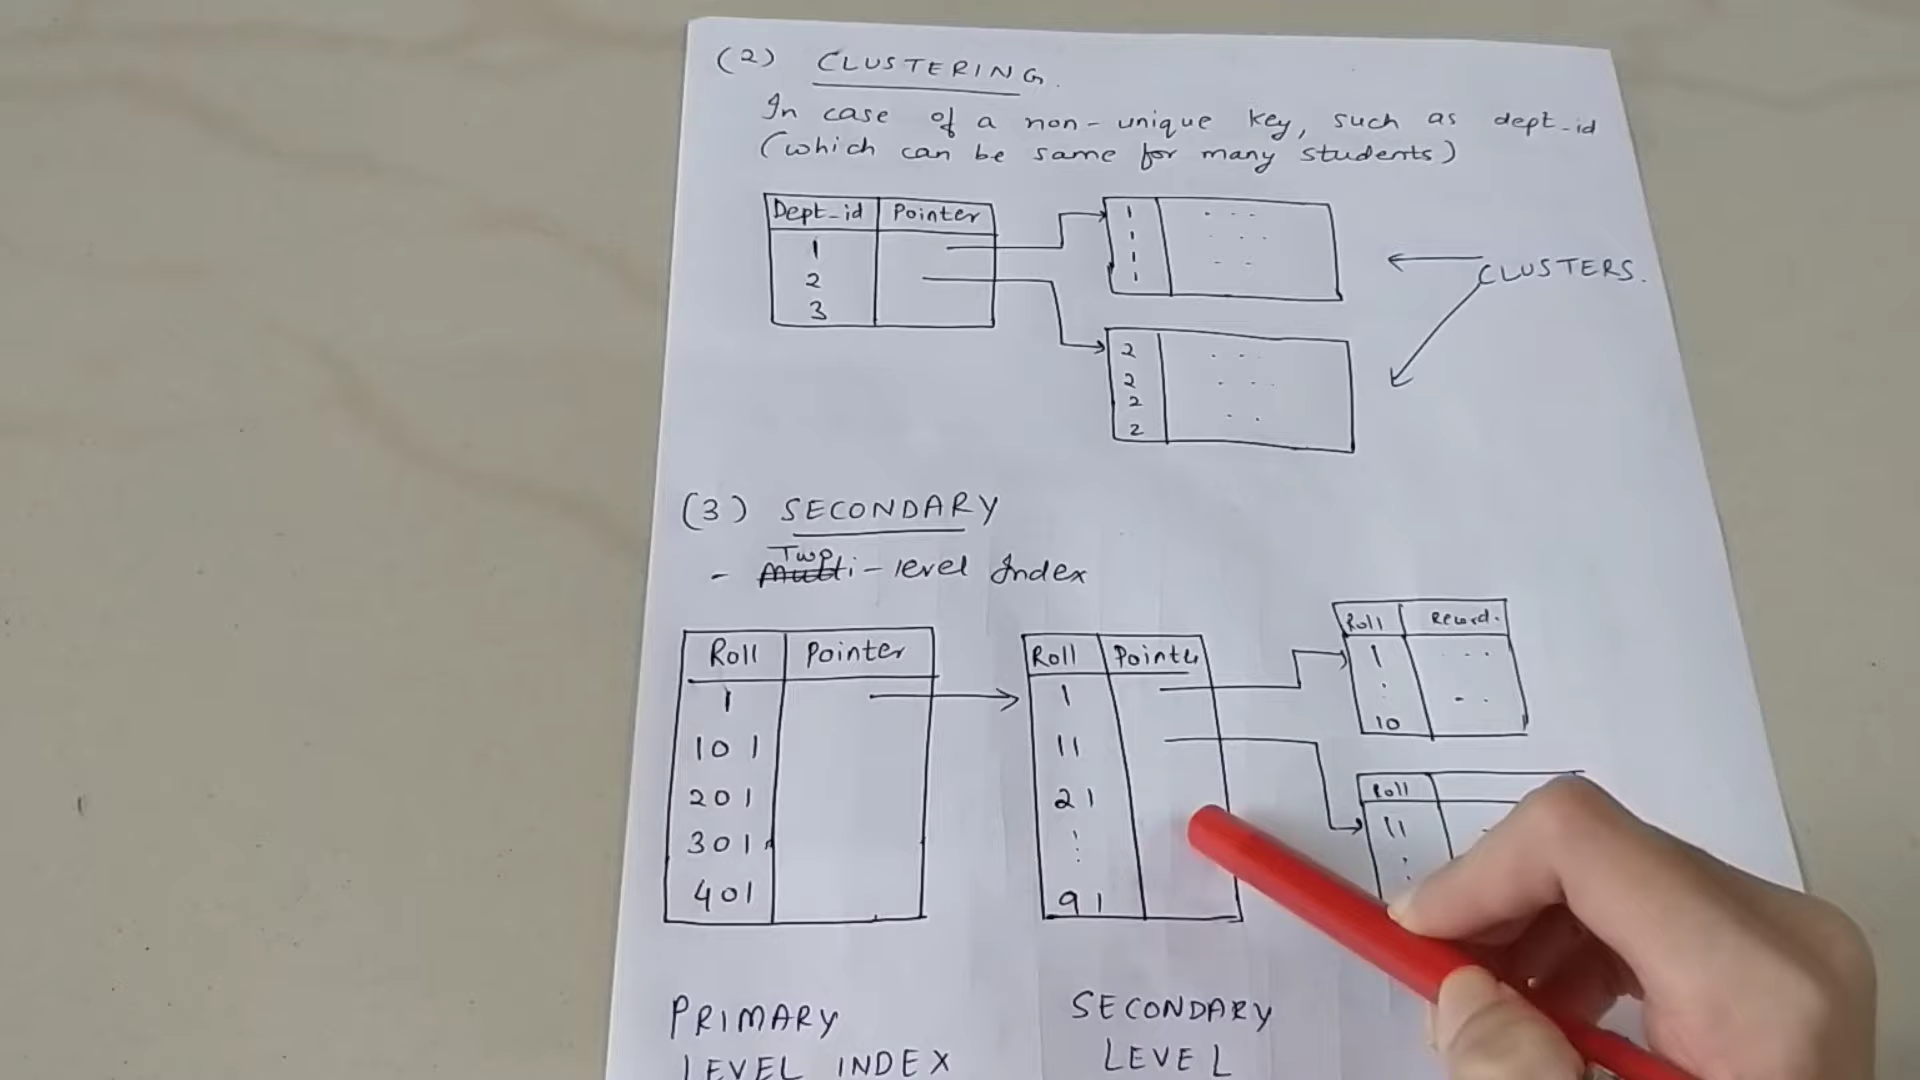 (2) CLUSTERING.
In case of a non-unique key, such as dept-id
(which can be same for many students)
Dept-id Pointer
1
2
3
1
1
1
1
CLUSTERS.
2
2
2
2
(3) SECONDARY
Two
- Multi-level Index
Roll Pointer
1
101
201
301
401
Roll Pointer
1
11
21
91
Roll Record.
1
10
Roll
11
PRIMARY
LEVEL INDEX
SECONDARY
LEVEL